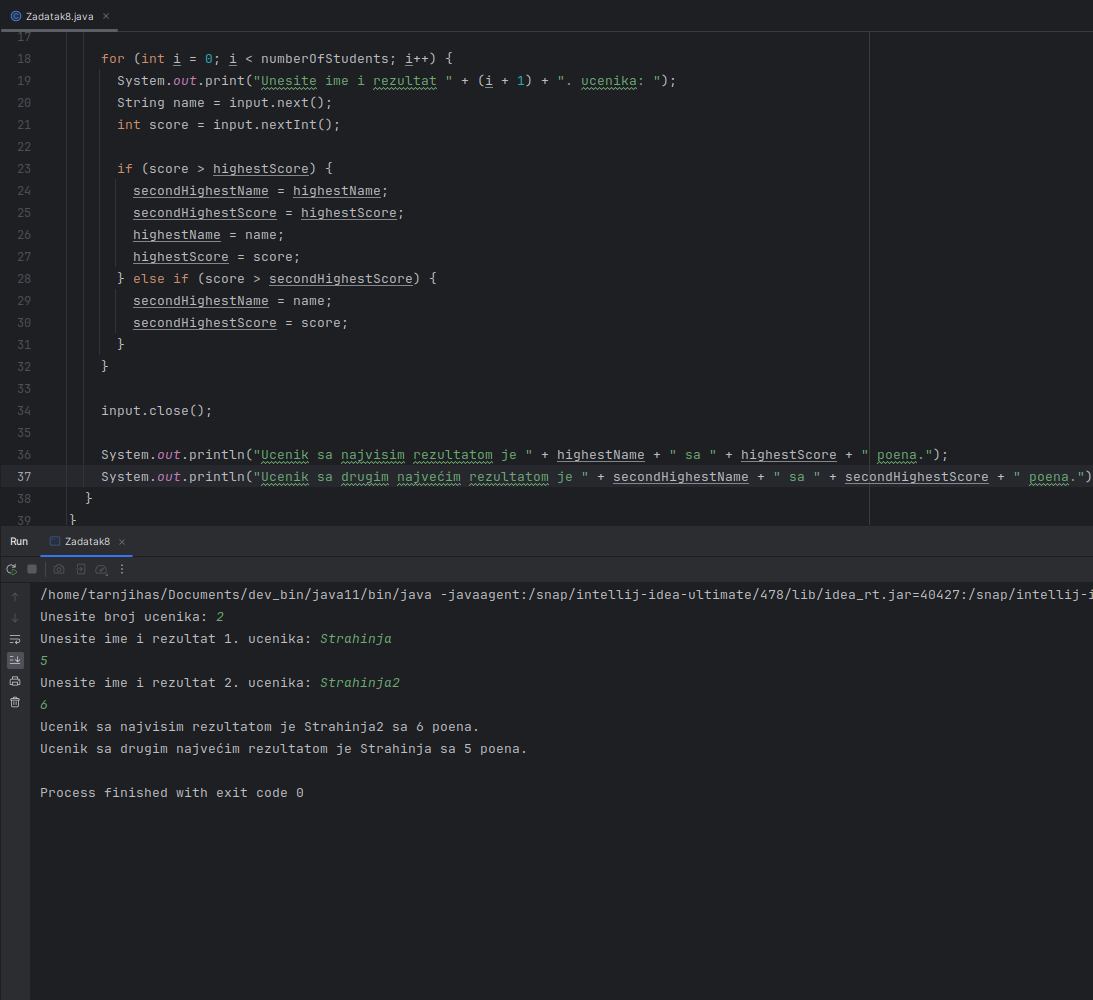 Zadatak8.java
17
18 for (int i = 0; i < numberOfStudents; i++) {
19 System.out.print("Unesite ime i rezultat " + (i + 1) + ". ucenika: ");
20 String name = input.next();
21 int score = input.nextInt();
22
23 if (score > highestScore) {
24 secondHighestName = highestName;
25 secondHighestScore = highestScore;
26 highestName = name;
27 highestScore = score;
28 } else if (score > secondHighestScore) {
29 secondHighestName = name;
30 secondHighestScore = score;
31 }
32 }
33
34 input.close();
35
36 System.out.println("Ucenik sa najvisim rezultatom je " + highestName + " sa " + highestScore + " poena.");
37 System.out.println("Ucenik sa drugim najvećim rezultatom je " + secondHighestName + " sa " + secondHighestScore + " poena.")
38 }
39 }
Run Zadatak8
/home/tarnjihas/Documents/dev_bin/java11/bin/java -javaagent:/snap/intellij-idea-ultimate/478/lib/idea_rt.jar=40427:/snap/intellij-i
Unesite broj ucenika: 2
Unesite ime i rezultat 1. ucenika: Strahinja
5
Unesite ime i rezultat 2. ucenika: Strahinja2
6
Ucenik sa najvisim rezultatom je Strahinja2 sa 6 poena.
Ucenik sa drugim najvećim rezultatom je Strahinja sa 5 poena.
Process finished with exit code 0